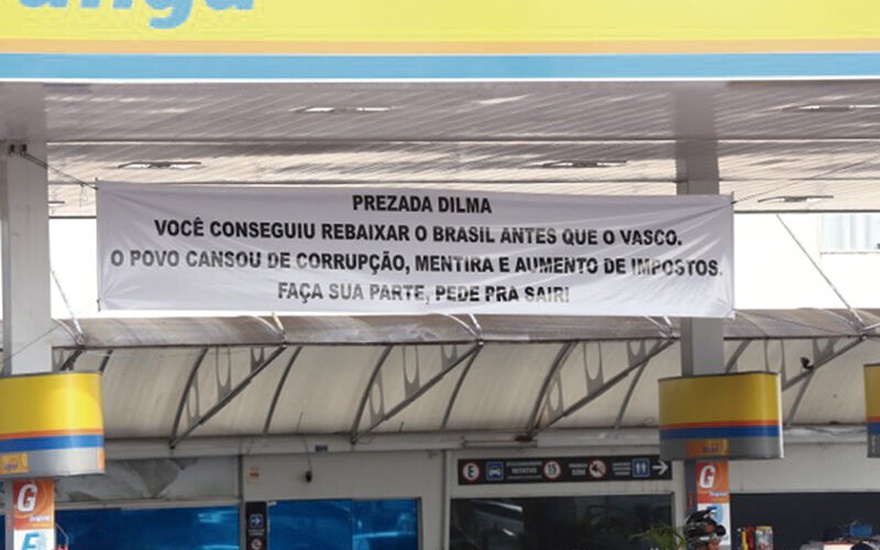 PREZADA DILMA
VOCÊ CONSEGUIU REBAIXAR O BRASIL ANTES QUE O VASCO.
O POVO CANSOU DE CORRUPÇÃO, MENTIRA E AUMENTO DE IMPOSTOS.
FAÇA SUA PARTE, PEDE PRA SAIR!
E
15
G
G
E